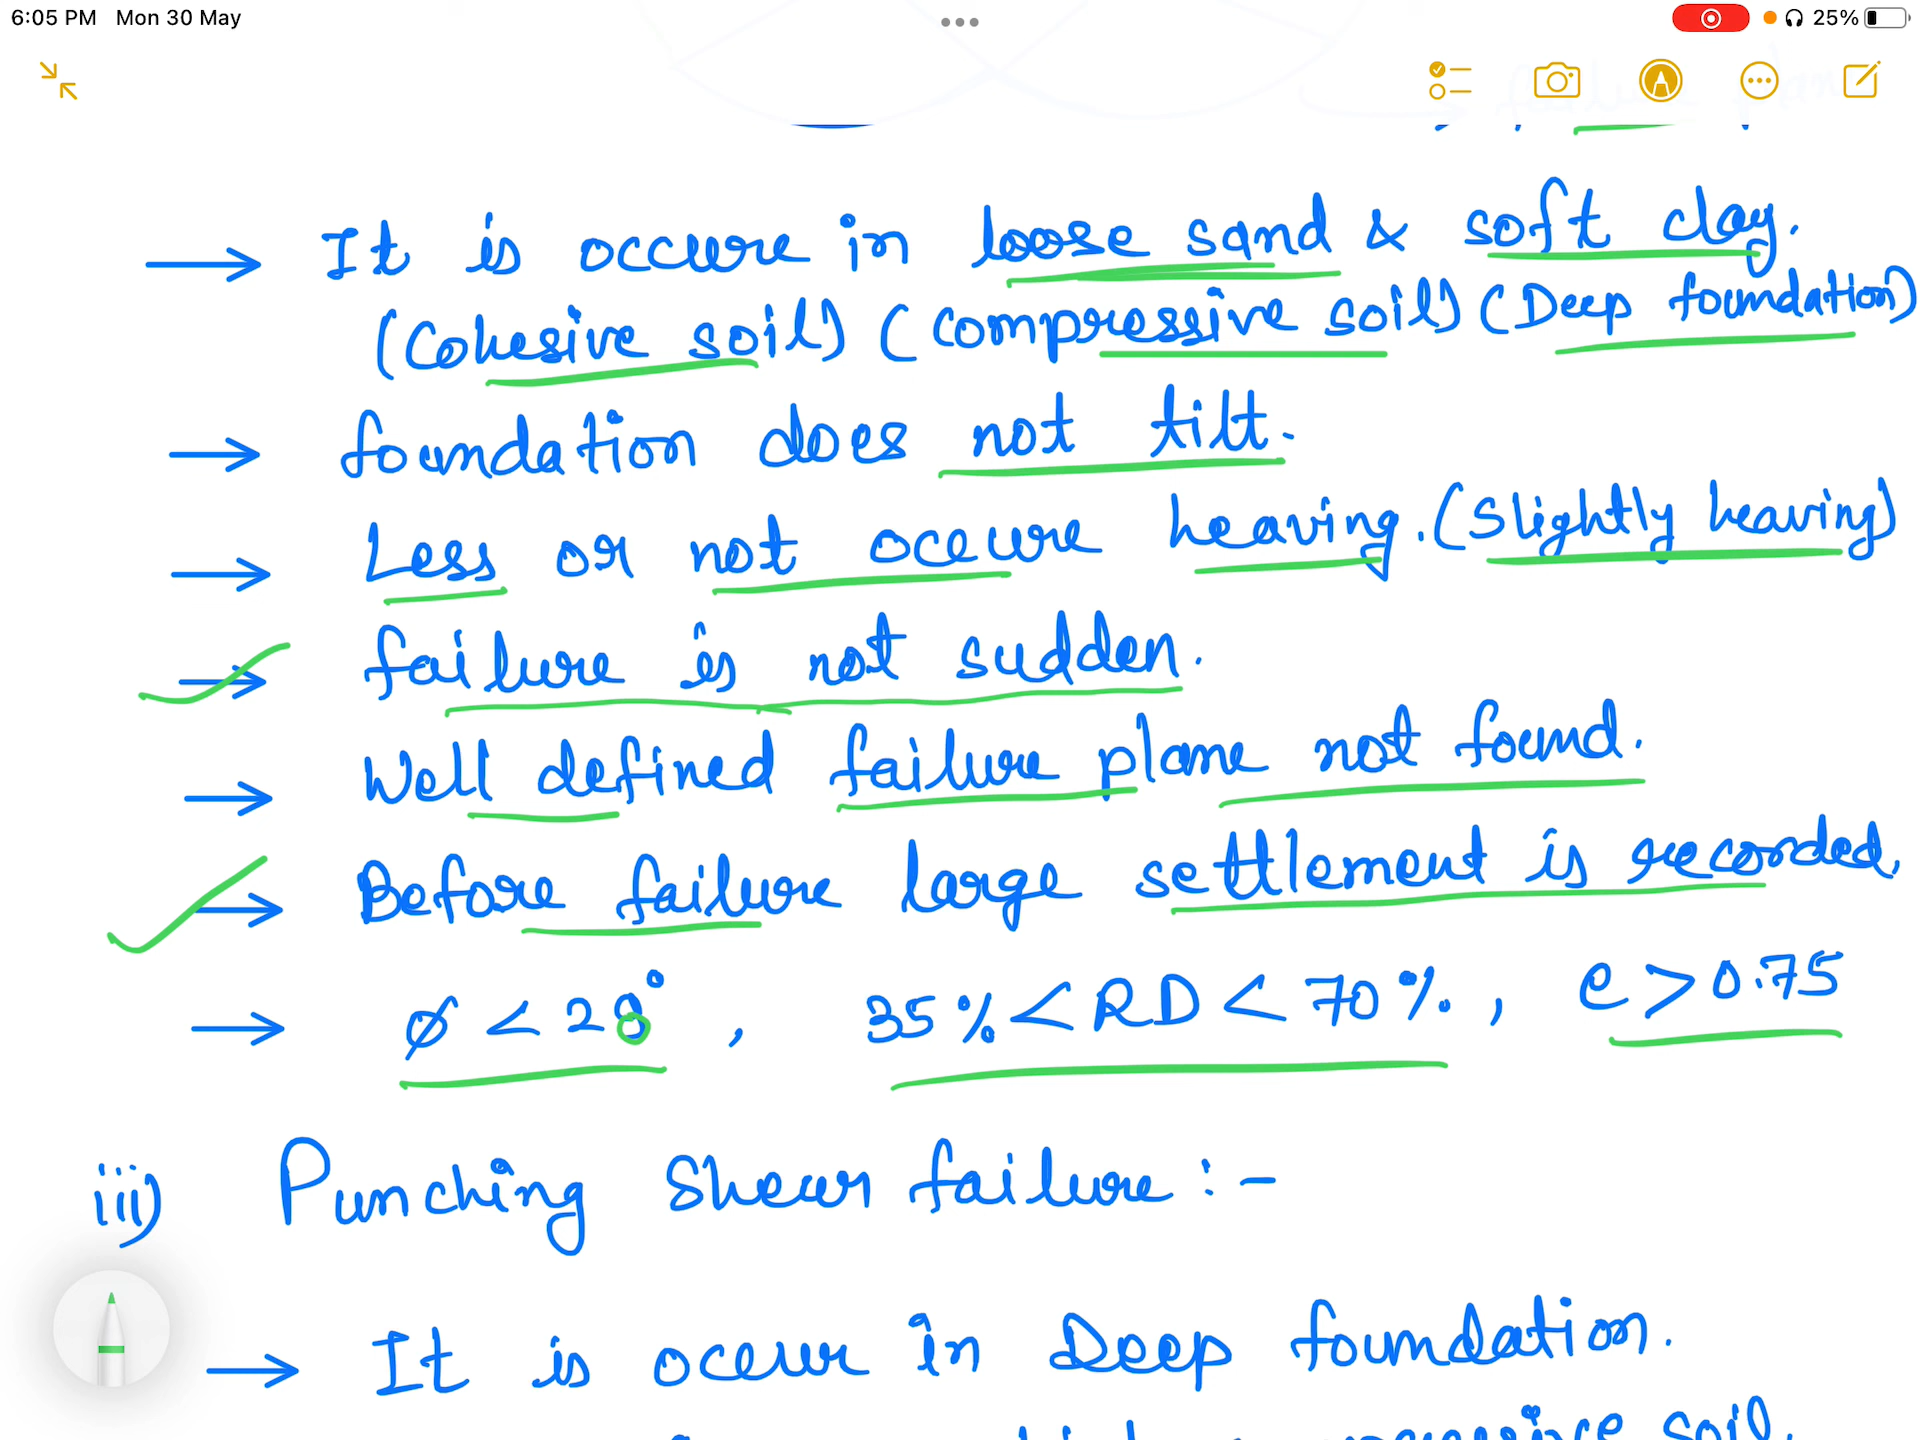 6:05 PM Mon 30 May
25%
→ It is occure in loose sand & soft clay.
(Cohesive soil) (compressive soil) (Deep foundation)
→ foundation does not tilt.
→ Less or not occure heaving. (Slightly heaving)
→ failure is not sudden.
→ Well defined failure plane not found.
→ Before failure large settlement is recorded.
→ ø < 28°, 35% < RD < 70%, e > 0.75
iii) Punching Shear failure :-
→ It is occur in Deep foundation.
soil.